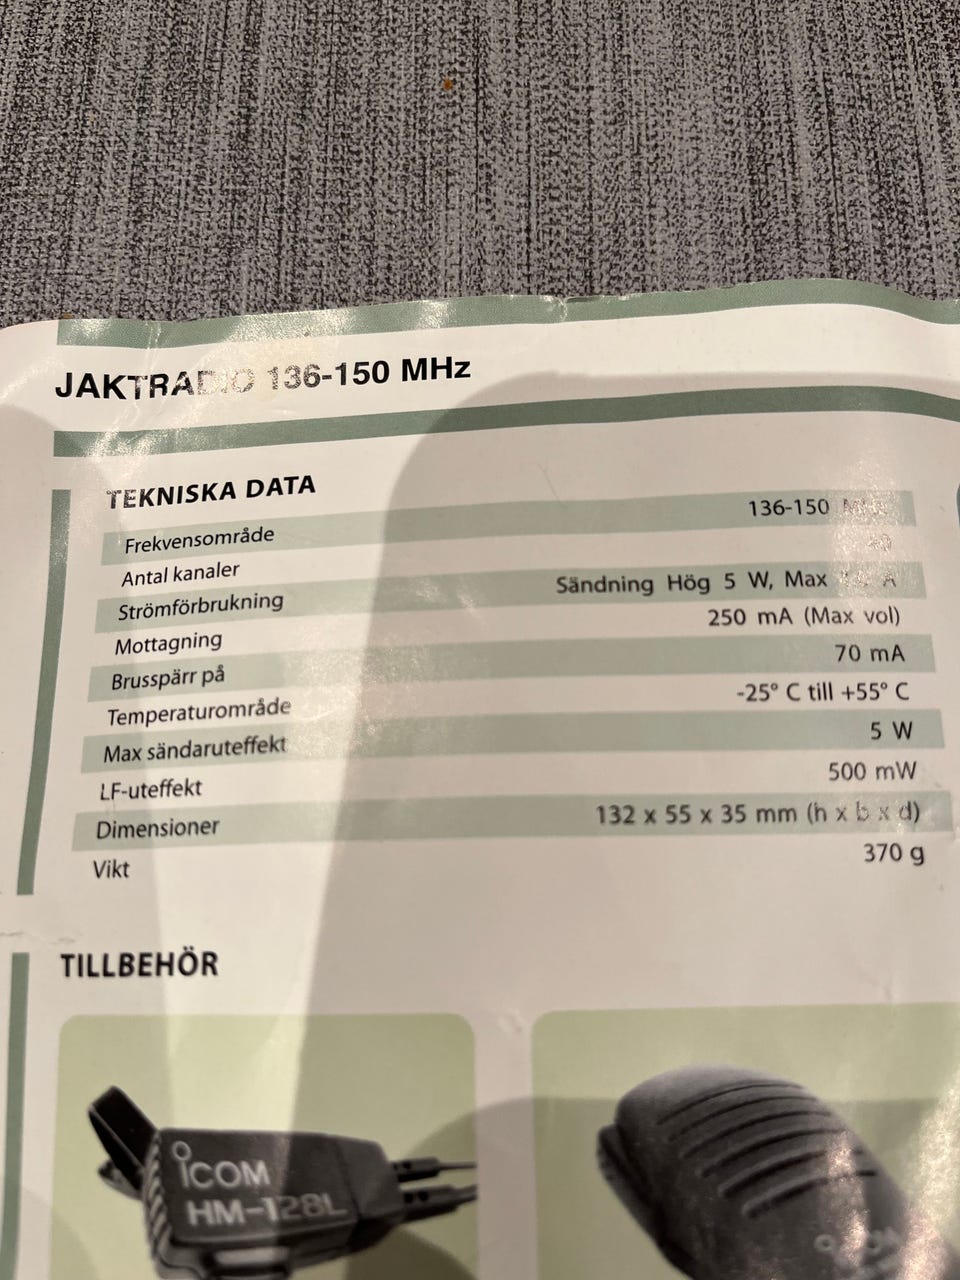 JAKTRADIO 136-150 MHz
TEKNISKA DATA
Frekvensområde 136-150 MHz
Antal kanaler
Strömförbrukning Sändning Hög 5 W, Max A
Mottagning 250 mA (Max vol)
Brusspärr på 70 mA
Temperaturområde -25° C till +55° C
Max sändaruteffekt 5 W
LF-uteffekt 500 mW
Dimensioner 132 x 55 x 35 mm (h x b x d)
Vikt 370 g
TILLBEHÖR
ICOM
HM-128L